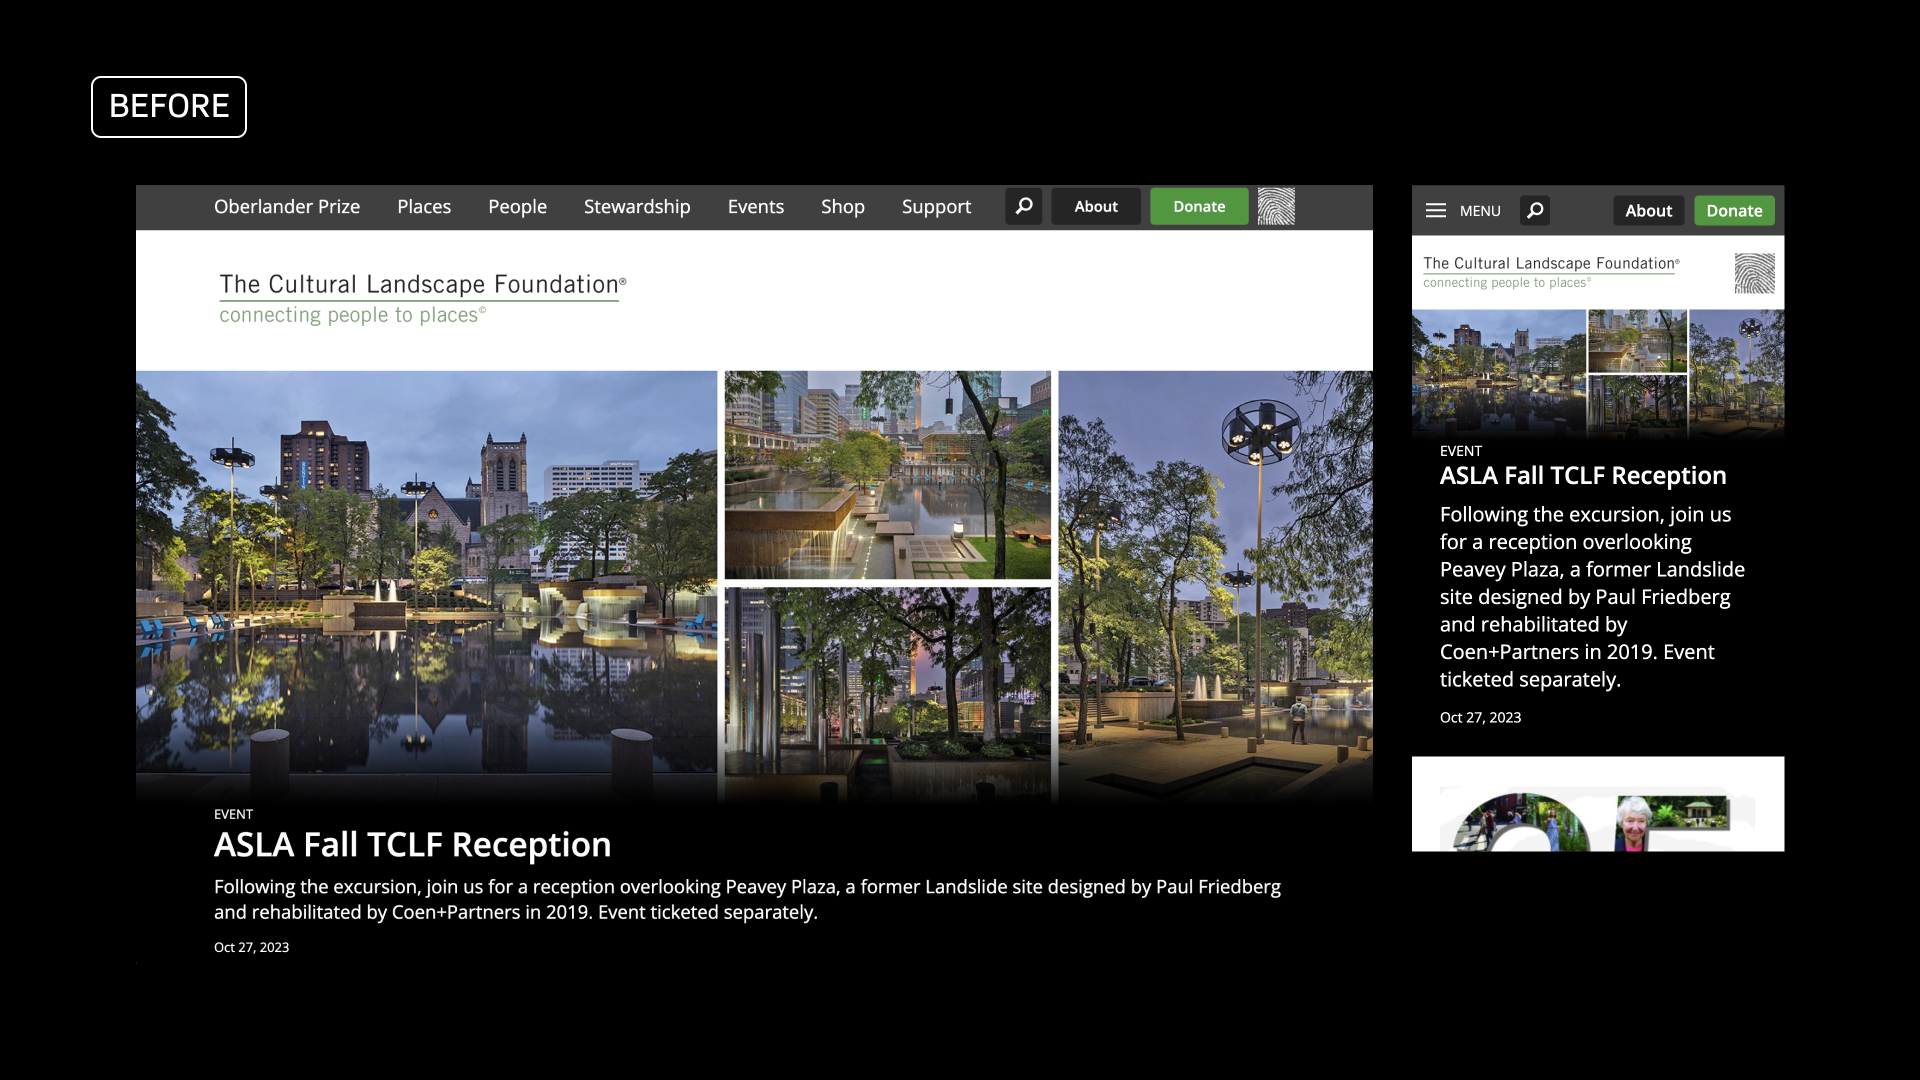 BEFORE
Oberlander Prize Places People Stewardship Events Shop Support About Donate
The Cultural Landscape Foundation®
connecting people to places©
EVENT
ASLA Fall TCLF Reception
Following the excursion, join us for a reception overlooking Peavey Plaza, a former Landslide site designed by Paul Friedberg
and rehabilitated by Coen+Partners in 2019. Event ticketed separately.
Oct 27, 2023
MENU About Donate
The Cultural Landscape Foundation®
connecting people to places©
EVENT
ASLA Fall TCLF Reception
Following the excursion, join us
for a reception overlooking
Peavey Plaza, a former Landslide
site designed by Paul Friedberg
and rehabilitated by
Coen+Partners in 2019. Event
ticketed separately.
Oct 27, 2023